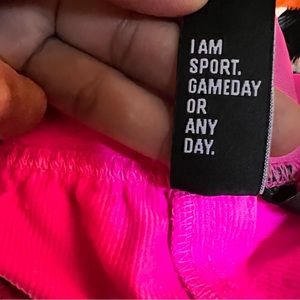 I AM
SPORT.
GAMEDAY
OR
ANY
DAY.